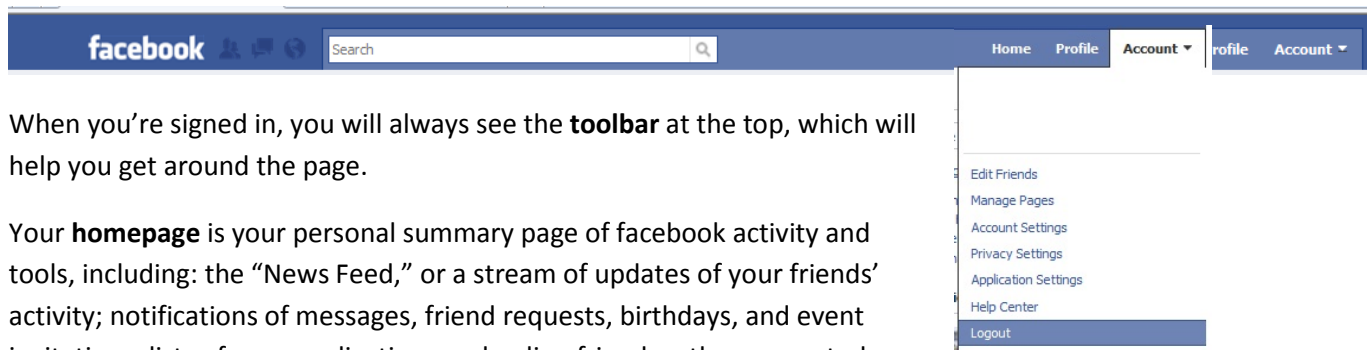 facebook Search Home Profile Account rofile Account
When you’re signed in, you will always see the toolbar at the top, which will
help you get around the page.
Your homepage is your personal summary page of facebook activity and
tools, including: the “News Feed,” or a stream of updates of your friends’
activity; notifications of messages, friend requests, birthdays, and event
Edit Friends
Manage Pages
Account Settings
Privacy Settings
Application Settings
Help Center
Logout